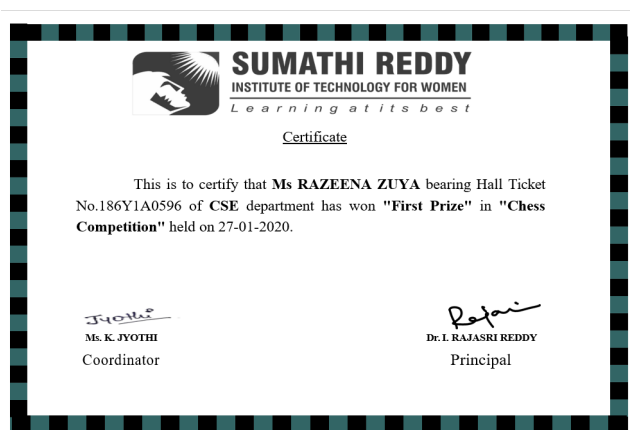 SUMATHI REDDY
INSTITUTE OF TECHNOLOGY FOR WOMEN
Learning at its best
Certificate
This is to certify that Ms RAZEENA ZUYA bearing Hall Ticket
No.186Y1A0596 of CSE department has won "First Prize" in "Chess
Competition" held on 27-01-2020.
Jyothi
Rajasri
Ms. K. JYOTHI
Dr. I. RAJASRI REDDY
Coordinator
Principal